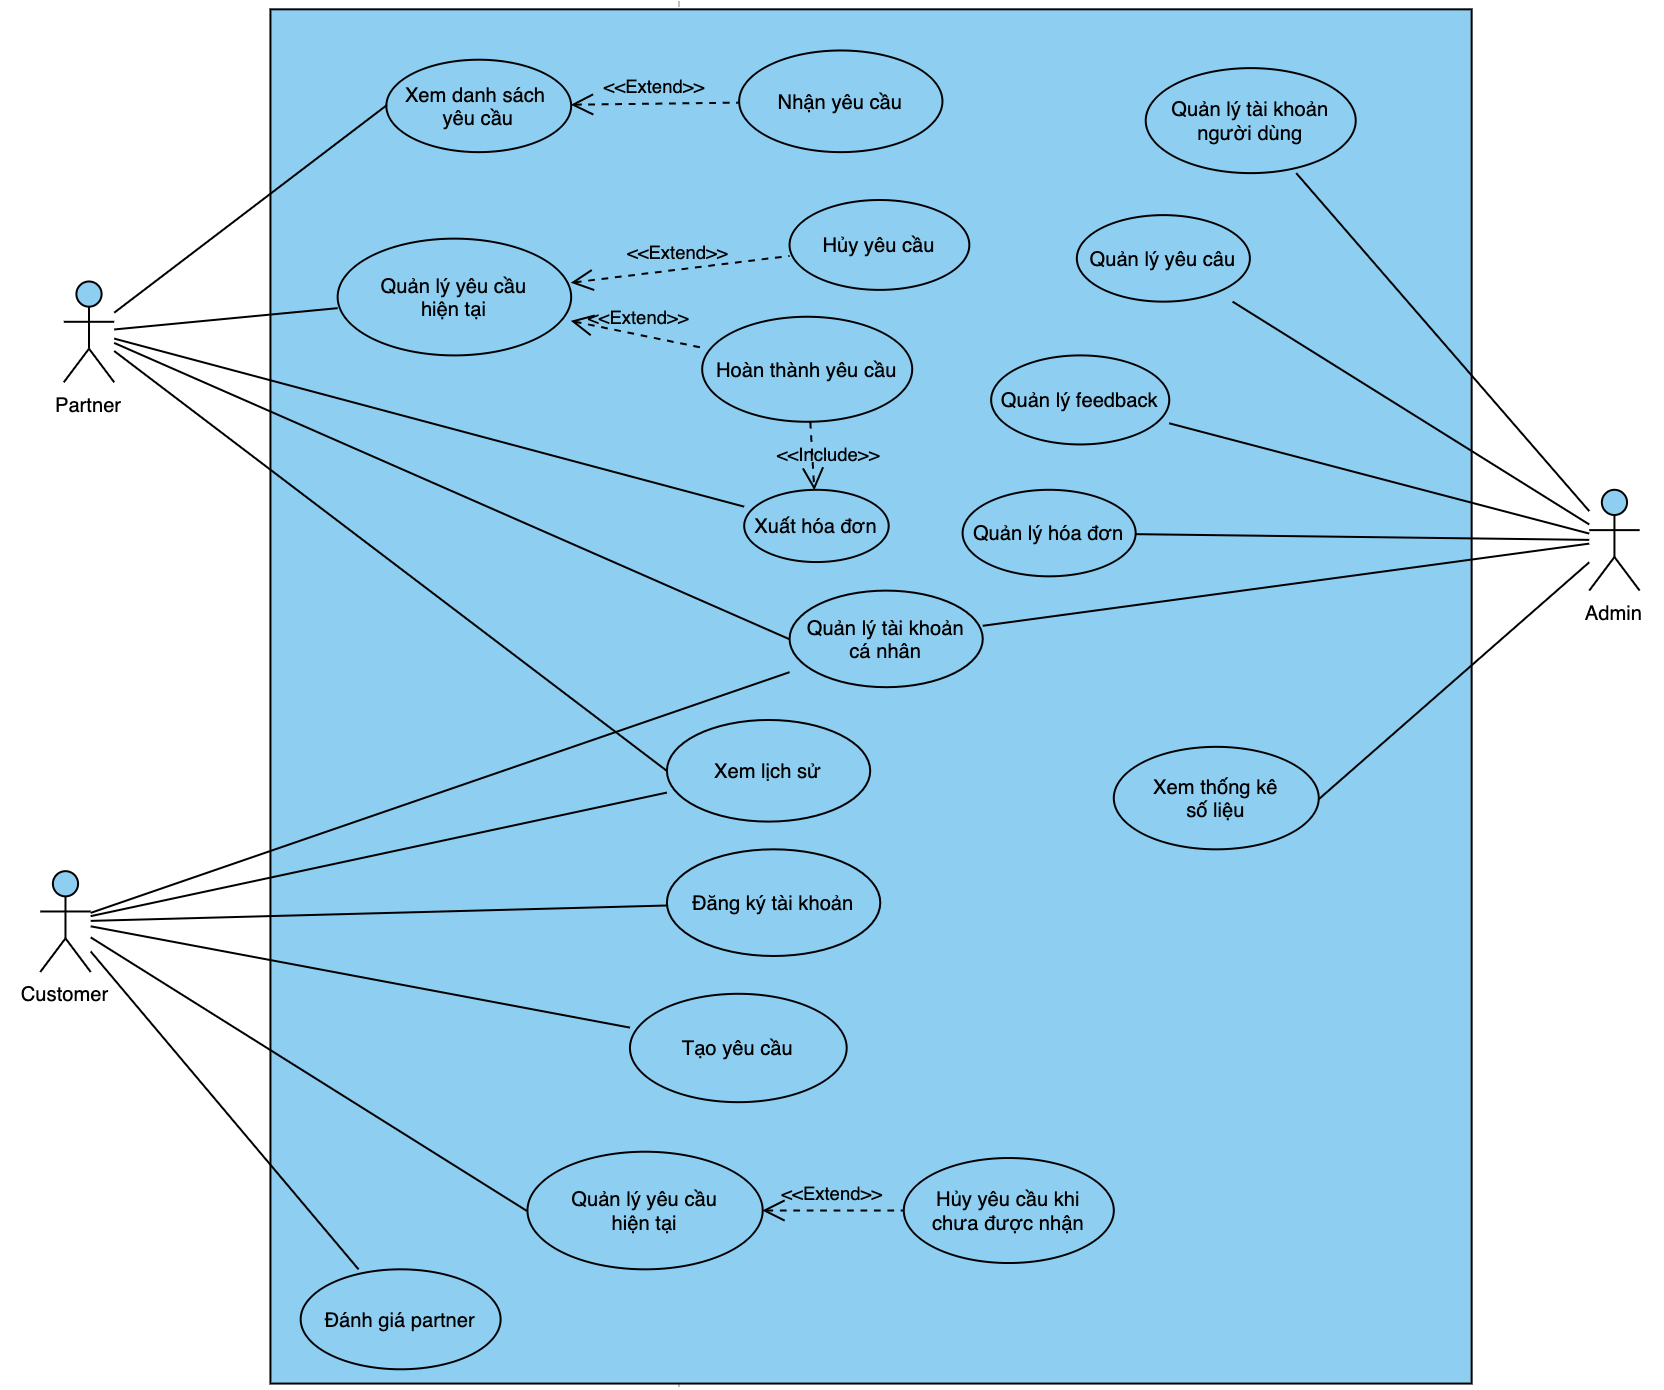 Xem danh sách
yêu cầu
<<Extend>>
Nhận yêu cầu
Quản lý tài khoản
người dùng
Quản lý yêu cầu
hiện tại
<<Extend>>
Hủy yêu cầu
<<Extend>>
Hoàn thành yêu cầu
<<Include>>
Xuất hóa đơn
Quản lý yêu câu
Quản lý feedback
Quản lý hóa đơn
Partner
Quản lý tài khoản
cá nhân
Admin
Xem lịch sử
Xem thống kê
số liệu
Đăng ký tài khoản
Customer
Tạo yêu cầu
Quản lý yêu cầu
hiện tại
<<Extend>>
Hủy yêu cầu khi
chưa được nhận
Đánh giá partner